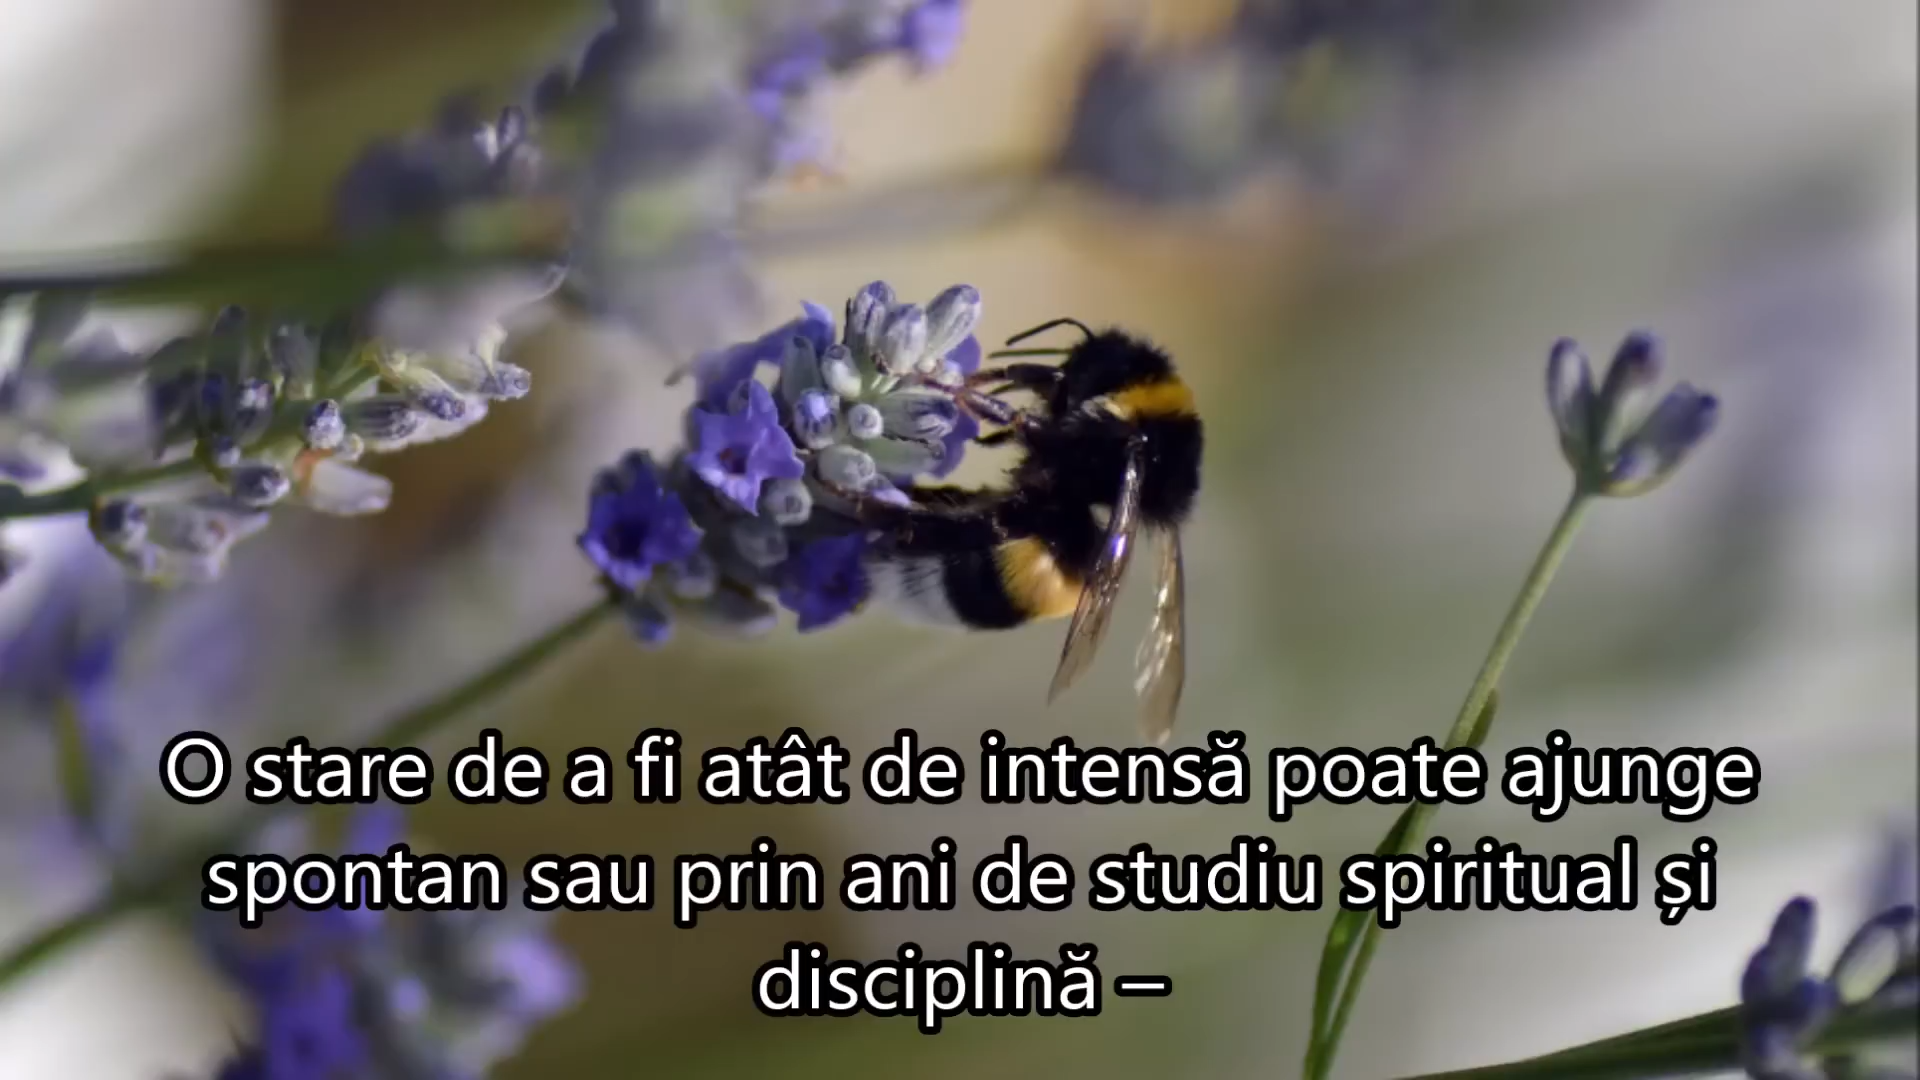 O stare de a fi atât de intensă poate ajunge
spontan sau prin ani de studiu spiritual și
disciplină –